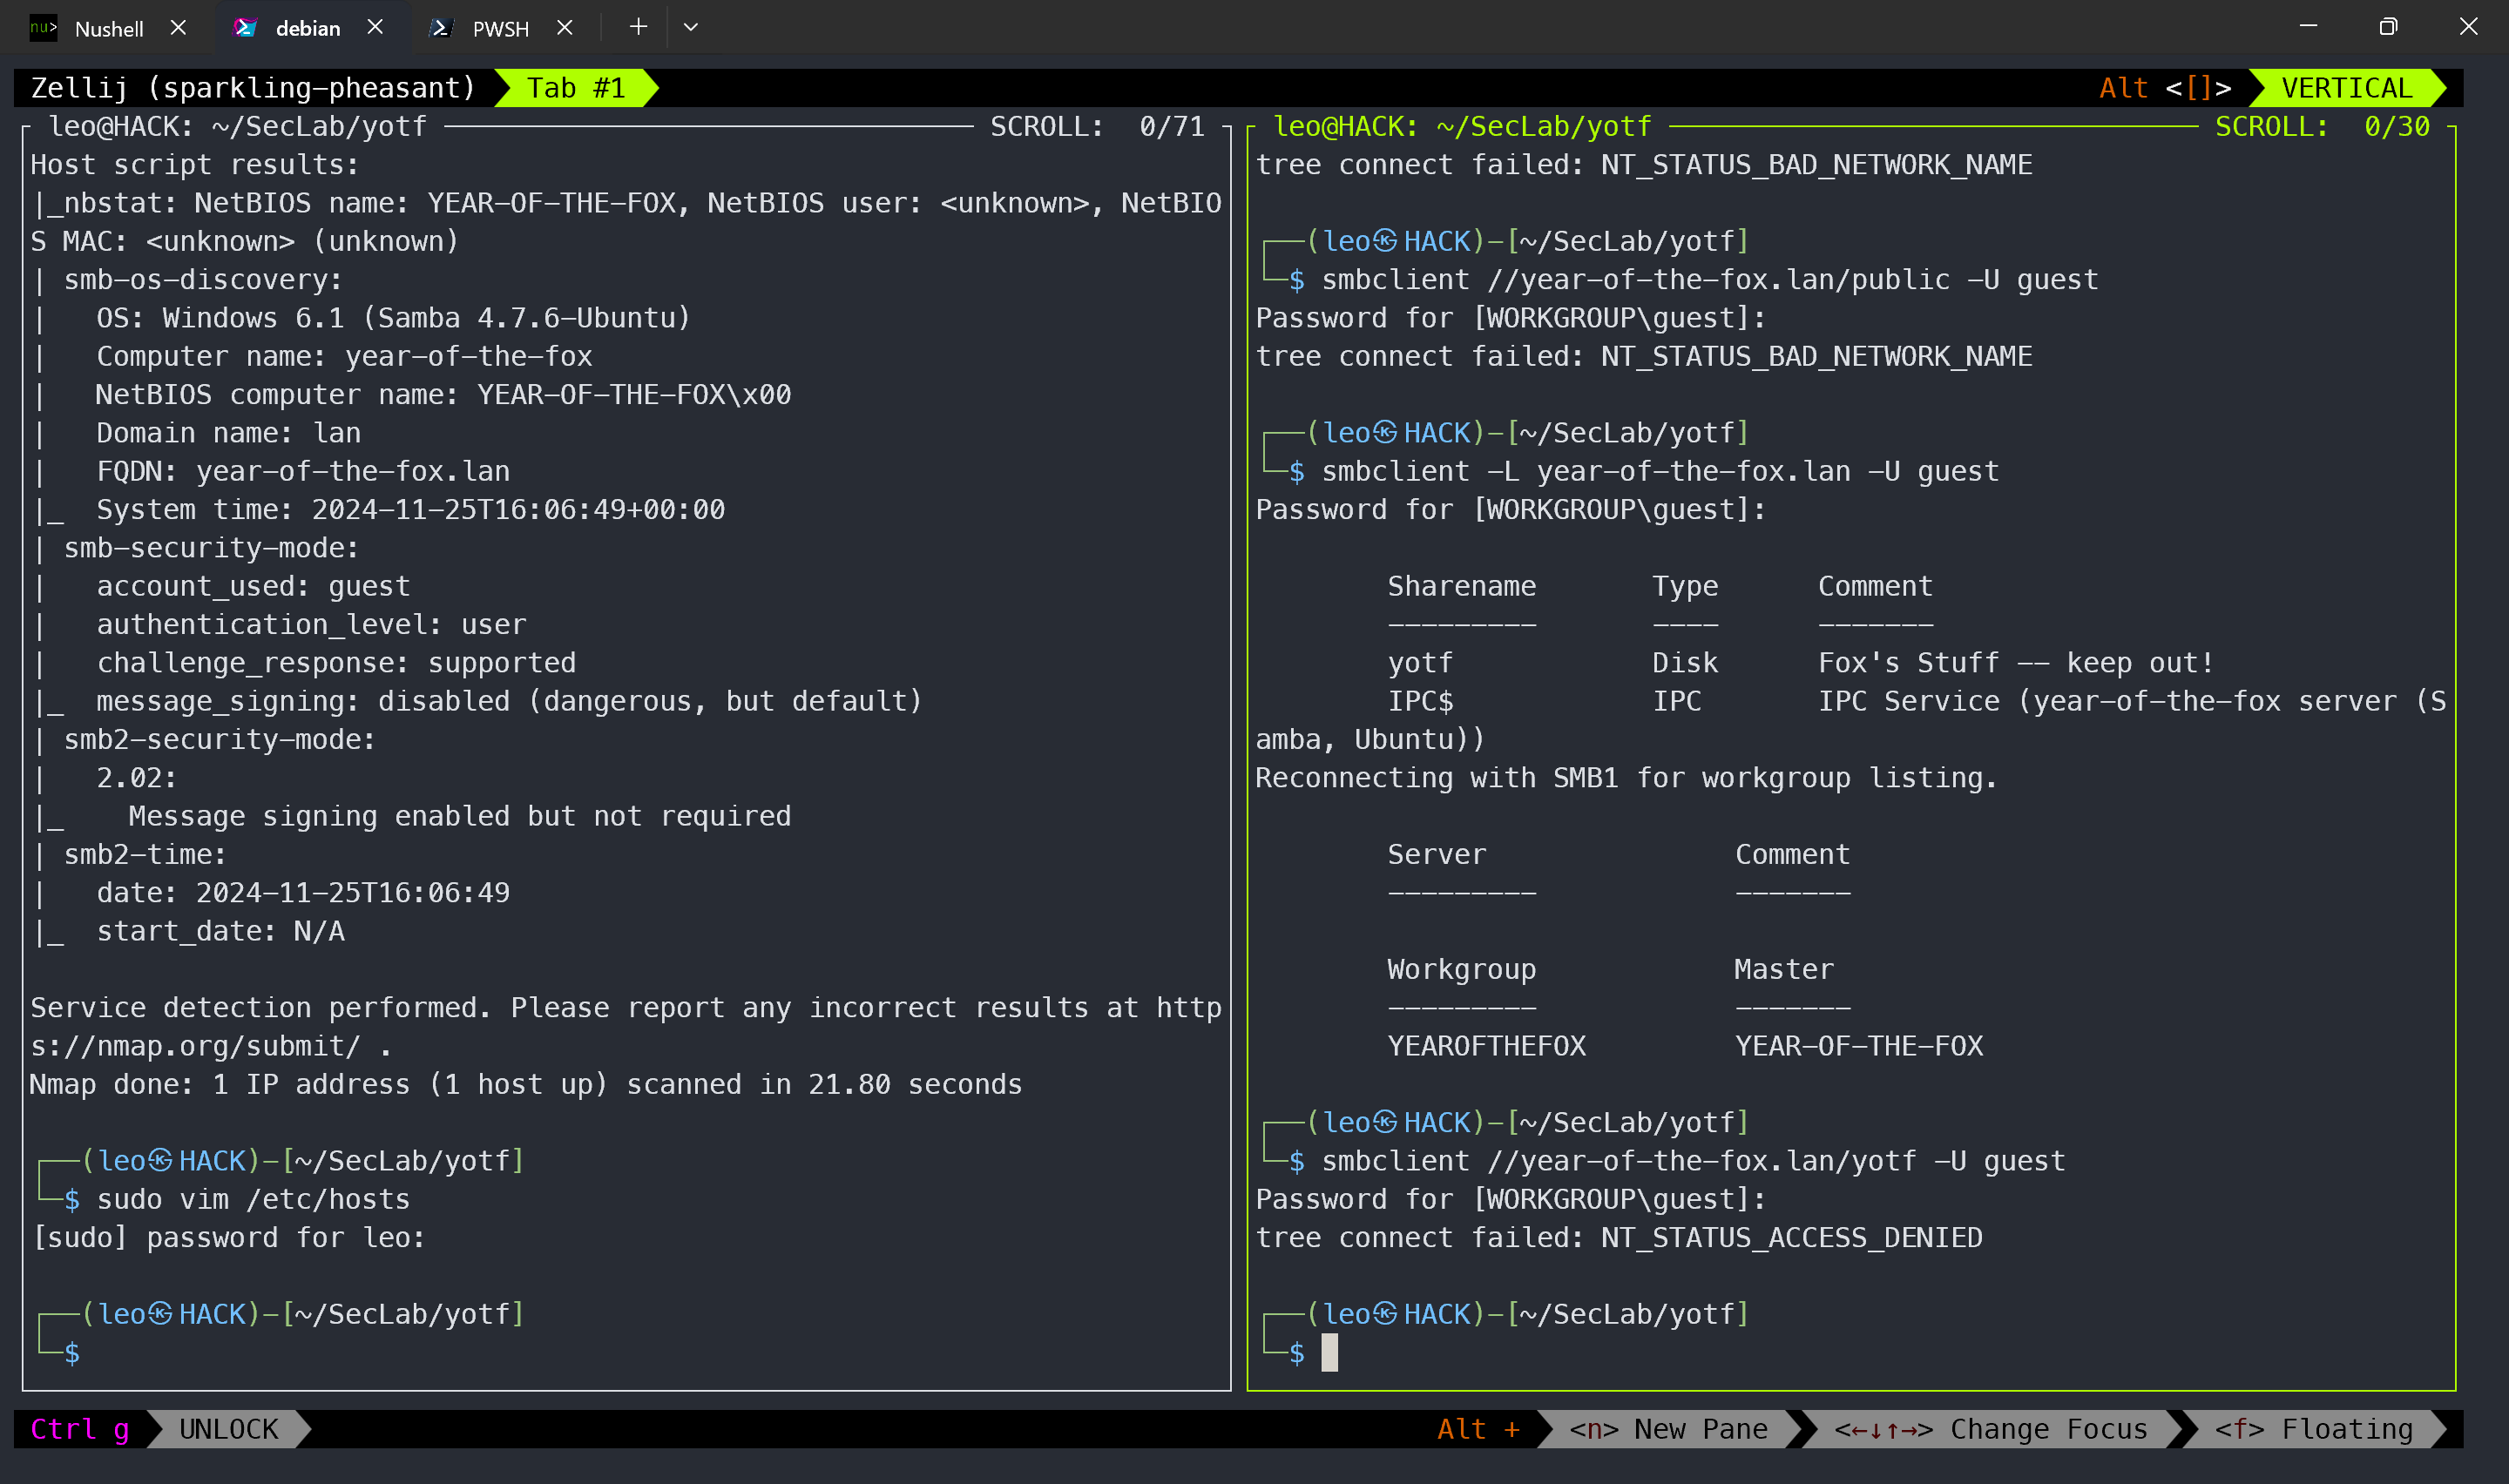 nu> Nushell debian PWSH
Zellij (sparkling-pheasant) Tab #1 Alt <[]> VERTICAL
leo@HACK: ~/SecLab/yotf SCROLL: 0/71
Host script results:
|_nbstat: NetBIOS name: YEAR-OF-THE-FOX, NetBIOS user: <unknown>, NetBIO
S MAC: <unknown> (unknown)
| smb-os-discovery:
|   OS: Windows 6.1 (Samba 4.7.6-Ubuntu)
|   Computer name: year-of-the-fox
|   NetBIOS computer name: YEAR-OF-THE-FOX\x00
|   Domain name: lan
|   FQDN: year-of-the-fox.lan
|_  System time: 2024-11-25T16:06:49+00:00
| smb-security-mode:
|   account_used: guest
|   authentication_level: user
|   challenge_response: supported
|_  message_signing: disabled (dangerous, but default)
| smb2-security-mode:
|   2.02:
|_    Message signing enabled but not required
| smb2-time:
|   date: 2024-11-25T16:06:49
|_  start_date: N/A
Service detection performed. Please report any incorrect results at http
s://nmap.org/submit/ .
Nmap done: 1 IP address (1 host up) scanned in 21.80 seconds
┌──(leo㉿HACK)-[~/SecLab/yotf]
└─$ sudo vim /etc/hosts
[sudo] password for leo:
┌──(leo㉿HACK)-[~/SecLab/yotf]
└─$
leo@HACK: ~/SecLab/yotf SCROLL: 0/30
tree connect failed: NT_STATUS_BAD_NETWORK_NAME
┌──(leo㉿HACK)-[~/SecLab/yotf]
└─$ smbclient //year-of-the-fox.lan/public -U guest
Password for [WORKGROUP\guest]:
tree connect failed: NT_STATUS_BAD_NETWORK_NAME
┌──(leo㉿HACK)-[~/SecLab/yotf]
└─$ smbclient -L year-of-the-fox.lan -U guest
Password for [WORKGROUP\guest]:
Sharename       Type      Comment
---------       ----      -------
yotf            Disk      Fox's Stuff -- keep out!
IPC$            IPC       IPC Service (year-of-the-fox server (S
amba, Ubuntu))
Reconnecting with SMB1 for workgroup listing.
Server               Comment
---------            -------
Workgroup            Master
---------            -------
YEAROFTHEFOX         YEAR-OF-THE-FOX
┌──(leo㉿HACK)-[~/SecLab/yotf]
└─$ smbclient //year-of-the-fox.lan/yotf -U guest
Password for [WORKGROUP\guest]:
tree connect failed: NT_STATUS_ACCESS_DENIED
┌──(leo㉿HACK)-[~/SecLab/yotf]
└─$
Ctrl g UNLOCK Alt + <n> New Pane <←↓↑→> Change Focus <f> Floating